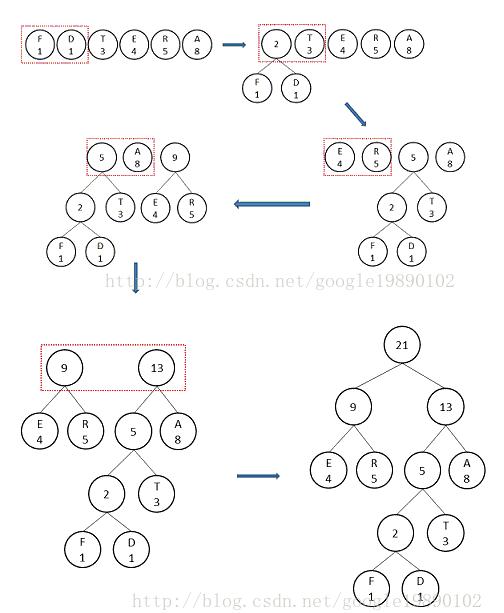 F D T E R A
1 1 3 4 5 8
2 T E R A
3 4 5 8
F D
1 1
5 A 9
8
E R 5 A
4 5 8
2 T E R
3 4 5
2 T
3
F D
1 1
F D
1 1
http://blog.csdn.net/google19890102
9 13
21
9 13
E R 5 A
4 5 8
E R 5 A
4 5 8
2 T
3
2 T
3
F D
1 1
F D
1 1
http://blog.csdn.net/google19890102